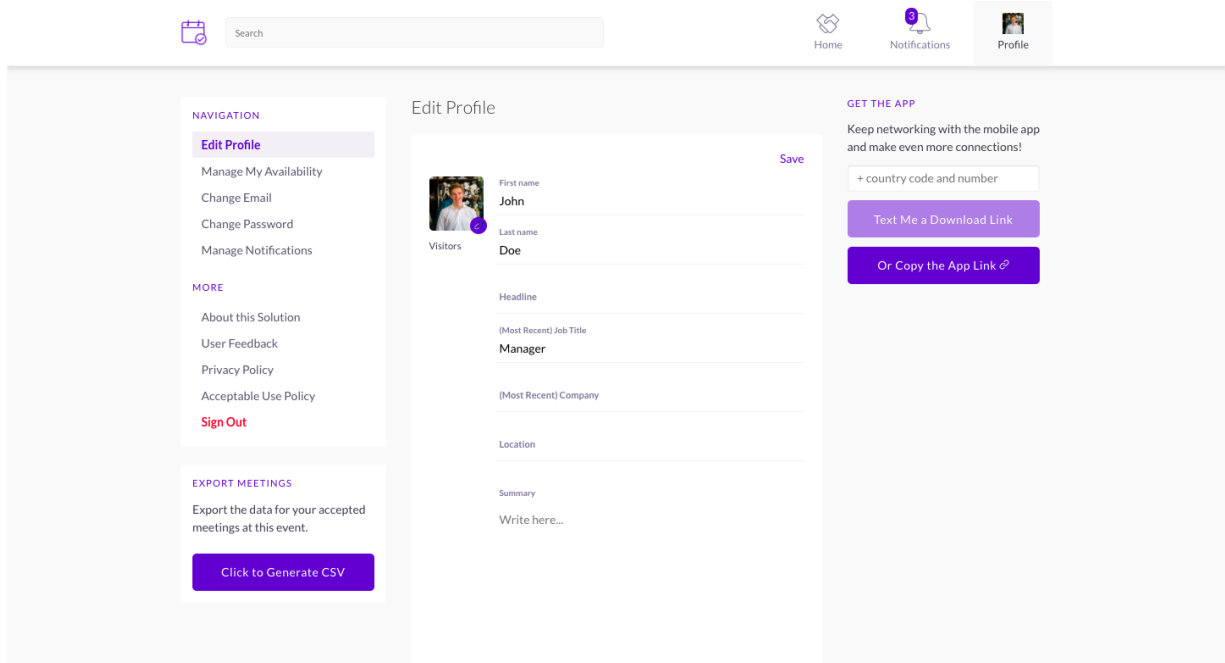 Search
3
Home
Notifications
Profile
NAVIGATION
Edit Profile
Manage My Availability
Change Email
Change Password
Manage Notifications
MORE
About this Solution
User Feedback
Privacy Policy
Acceptable Use Policy
Sign Out
EXPORT MEETINGS
Export the data for your accepted
meetings at this event.
Click to Generate CSV
Edit Profile
Save
Visitors
First name
John
Last name
Doe
Headline
(Most Recent) Job Title
Manager
(Most Recent) Company
Location
Summary
Write here...
GET THE APP
Keep networking with the mobile app
and make even more connections!
+ country code and number
Text Me a Download Link
Or Copy the App Link